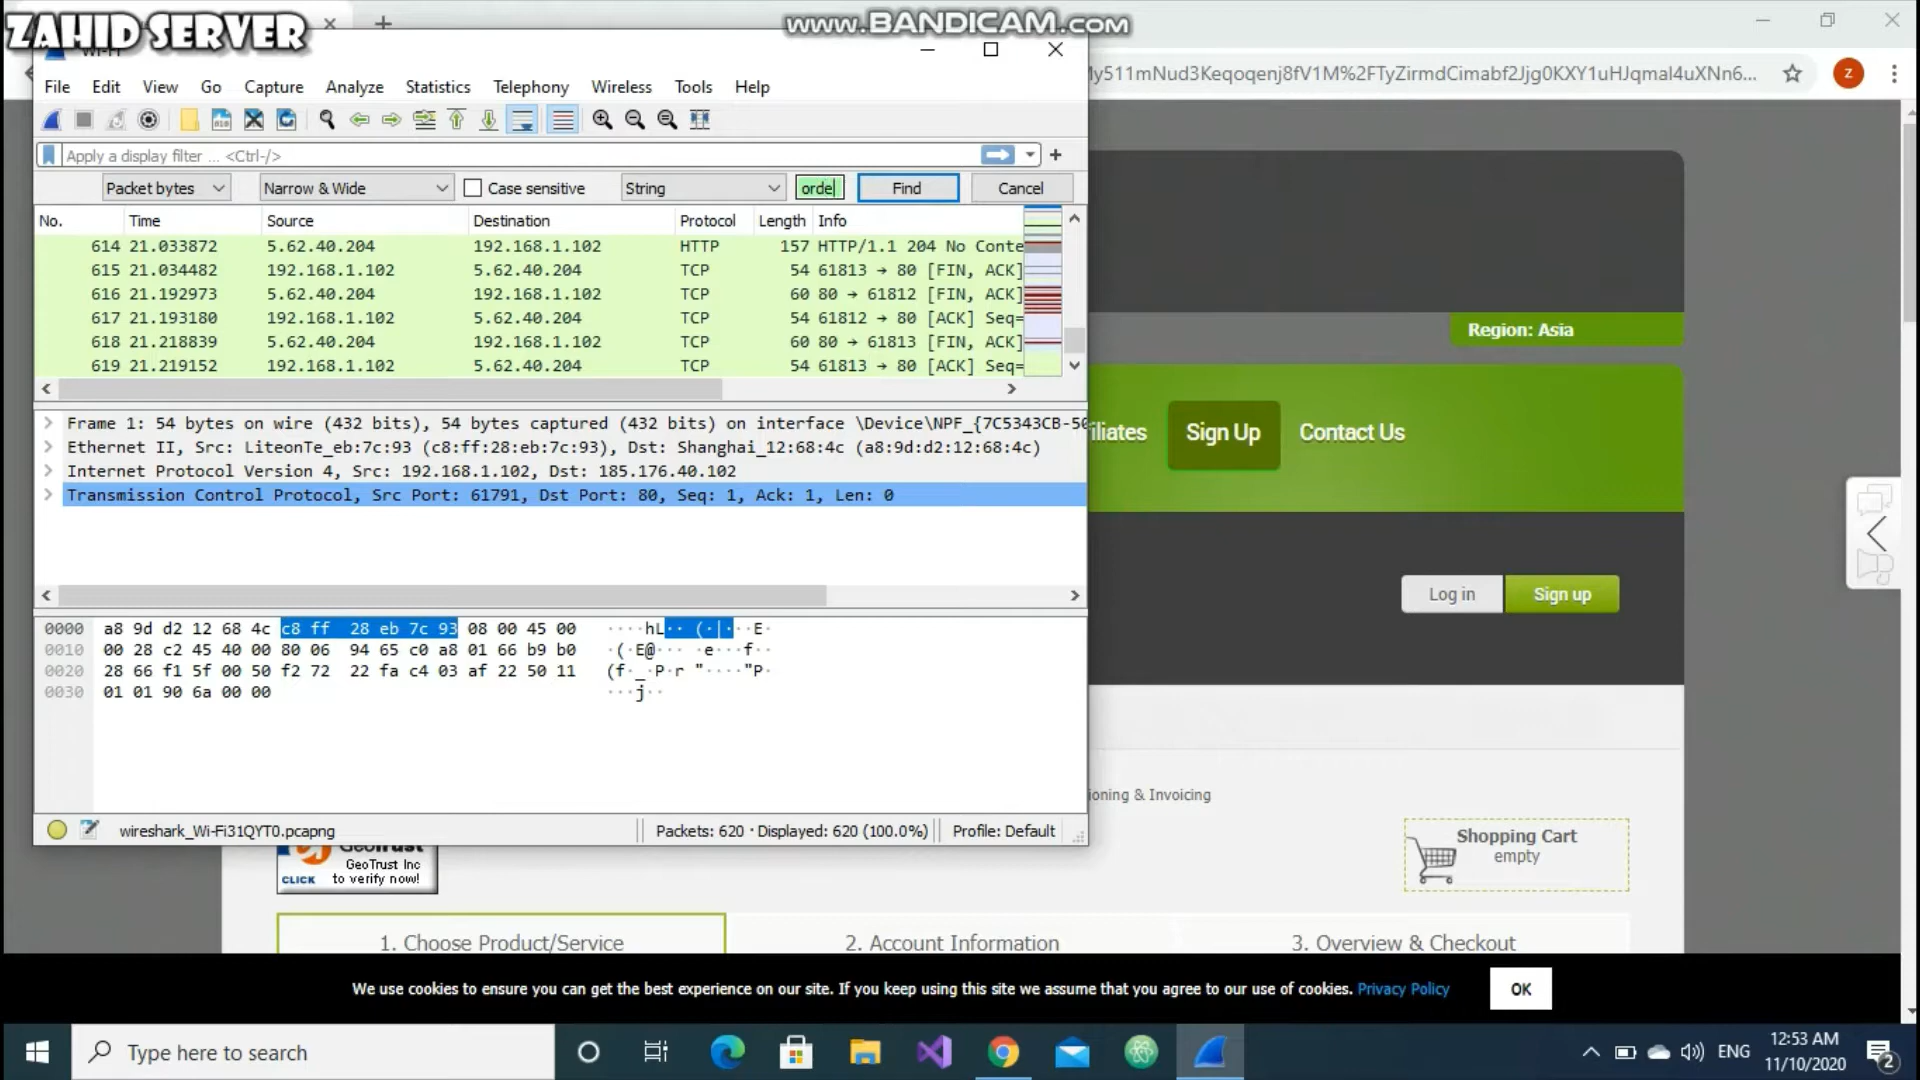 ZAHID SERVER
www.BANDICAM.com
Wi-Fi
My511mNud3Keqoqenj8fV1M%2FTyZirmdCimabf2Jjg0KXY1uHJqmal4uXNn6...
z
File Edit View Go Capture Analyze Statistics Telephony Wireless Tools Help
Apply a display filter ... <Ctrl-/>
Packet bytes Narrow & Wide Case sensitive String orde Find Cancel
No. Time Source Destination Protocol Length Info
614 21.033872 5.62.40.204 192.168.1.102 HTTP 157 HTTP/1.1 204 No Conte
615 21.034482 192.168.1.102 5.62.40.204 TCP 54 61813 → 80 [FIN, ACK]
616 21.192973 5.62.40.204 192.168.1.102 TCP 60 80 → 61812 [FIN, ACK]
617 21.193180 192.168.1.102 5.62.40.204 TCP 54 61812 → 80 [ACK] Seq=
618 21.218839 5.62.40.204 192.168.1.102 TCP 60 80 → 61813 [FIN, ACK]
619 21.219152 192.168.1.102 5.62.40.204 TCP 54 61813 → 80 [ACK] Seq=
Frame 1: 54 bytes on wire (432 bits), 54 bytes captured (432 bits) on interface \Device\NPF_{7C5343CB-50
Ethernet II, Src: LiteonTe_eb:7c:93 (c8:ff:28:eb:7c:93), Dst: Shanghai_12:68:4c (a8:9d:d2:12:68:4c)
Internet Protocol Version 4, Src: 192.168.1.102, Dst: 185.176.40.102
Transmission Control Protocol, Src Port: 61791, Dst Port: 80, Seq: 1, Ack: 1, Len: 0
0000 a8 9d d2 12 68 4c c8 ff 28 eb 7c 93 08 00 45 00 ····hL·· (·|···E·
0010 00 28 c2 45 40 00 80 06 94 65 c0 a8 01 66 b9 b0 ·(·E@··· ·e···f··
0020 28 66 f1 5f 00 50 f2 72 22 fa c4 03 af 22 50 11 (f·_·P·r "····"P·
0030 01 01 90 6a 00 00 ···j··
wireshark_Wi-Fi31QYT0.pcapng Packets: 620 · Displayed: 620 (100.0%) Profile: Default
Region: Asia
iliates Sign Up Contact Us
Log in Sign up
ioning & Invoicing
GeoTrust
GeoTrust Inc
CLICK to verify now!
Shopping Cart
empty
1. Choose Product/Service 2. Account Information 3. Overview & Checkout
We use cookies to ensure you can get the best experience on our site. If you keep using this site we assume that you agree to our use of cookies. Privacy Policy OK
Type here to search
ENG
12:53 AM
11/10/2020
2